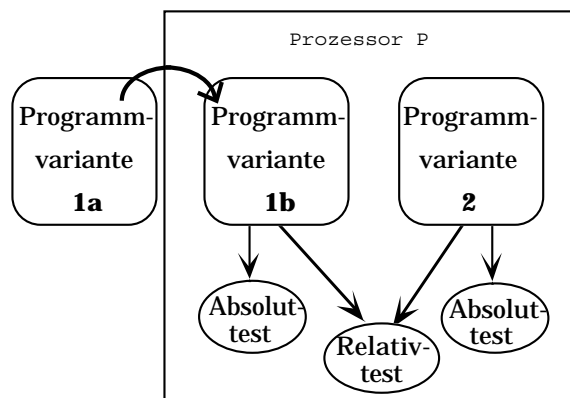 Prozessor P
Programm-
variante
1a
Programm-
variante
1b
Programm-
variante
2
Absolut-
test
Relativ-
test
Absolut-
test